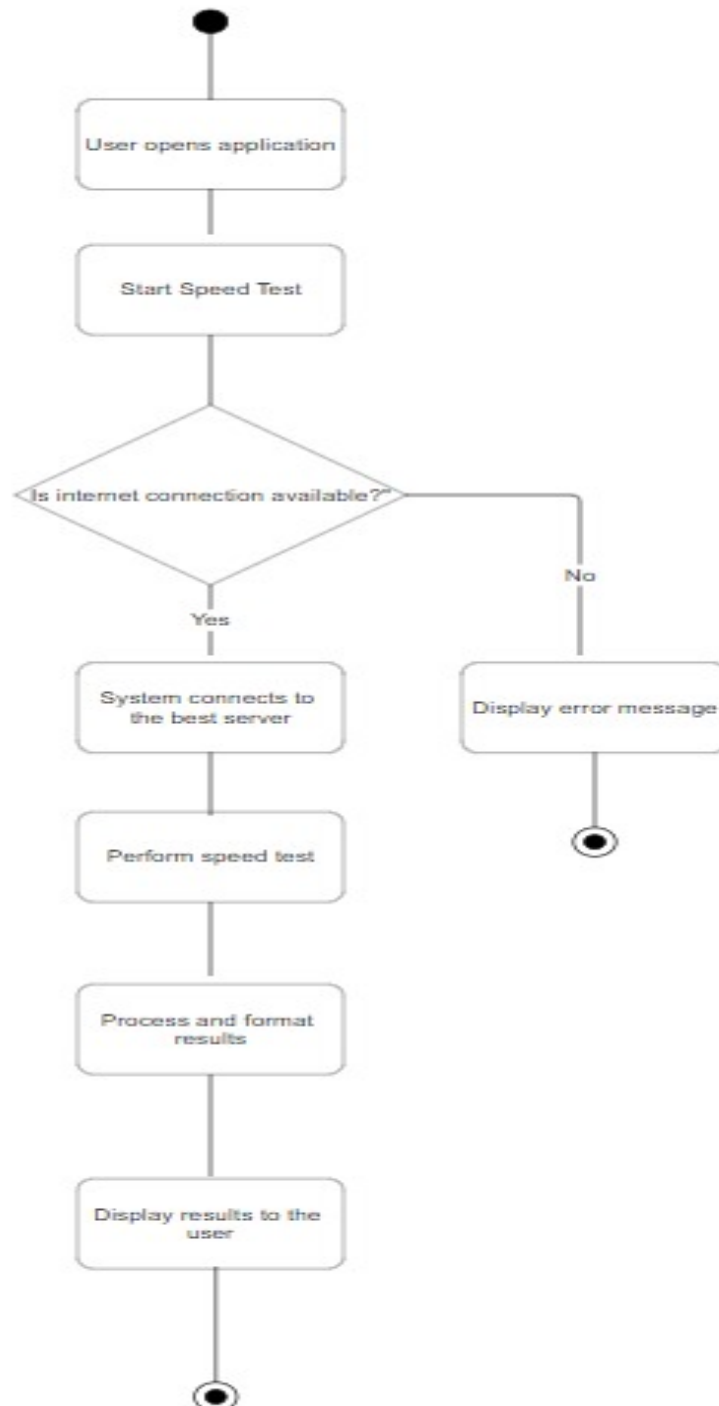 User opens application
Start Speed Test
Is internet connection available?"
No
Yes
System connects to
the best server
Display error message
Perform speed test
Process and format
results
Display results to the
user